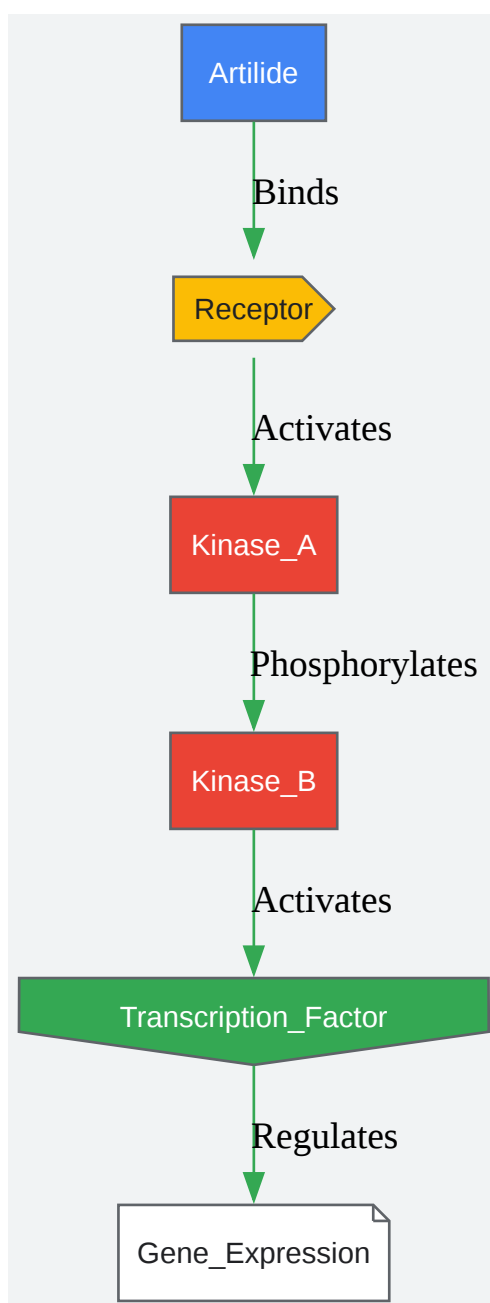 Artilide
Binds
Receptor
Activates
Kinase_A
Phosphorylates
Kinase_B
Activates
Transcription_Factor
Regulates
Gene_Expression